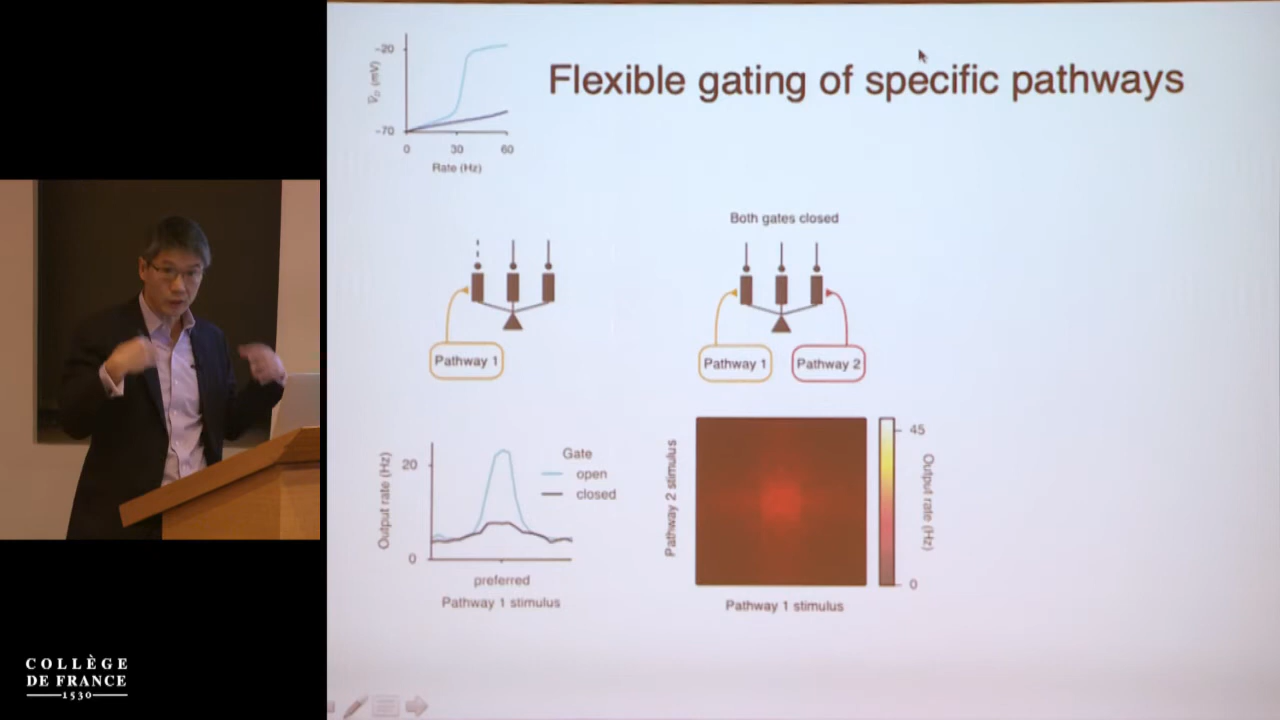 Flexible gating of specific pathways
-20
V_D (mV)
-70
0 30 60
Rate (Hz)
Both gates closed
Pathway 1
Pathway 1
Pathway 2
20
Output rate (Hz)
0
Gate
open
closed
preferred
Pathway 1 stimulus
Pathway 2 stimulus
Pathway 1 stimulus
45
Output rate (Hz)
0
COLLÈGE
DE FRANCE
1530